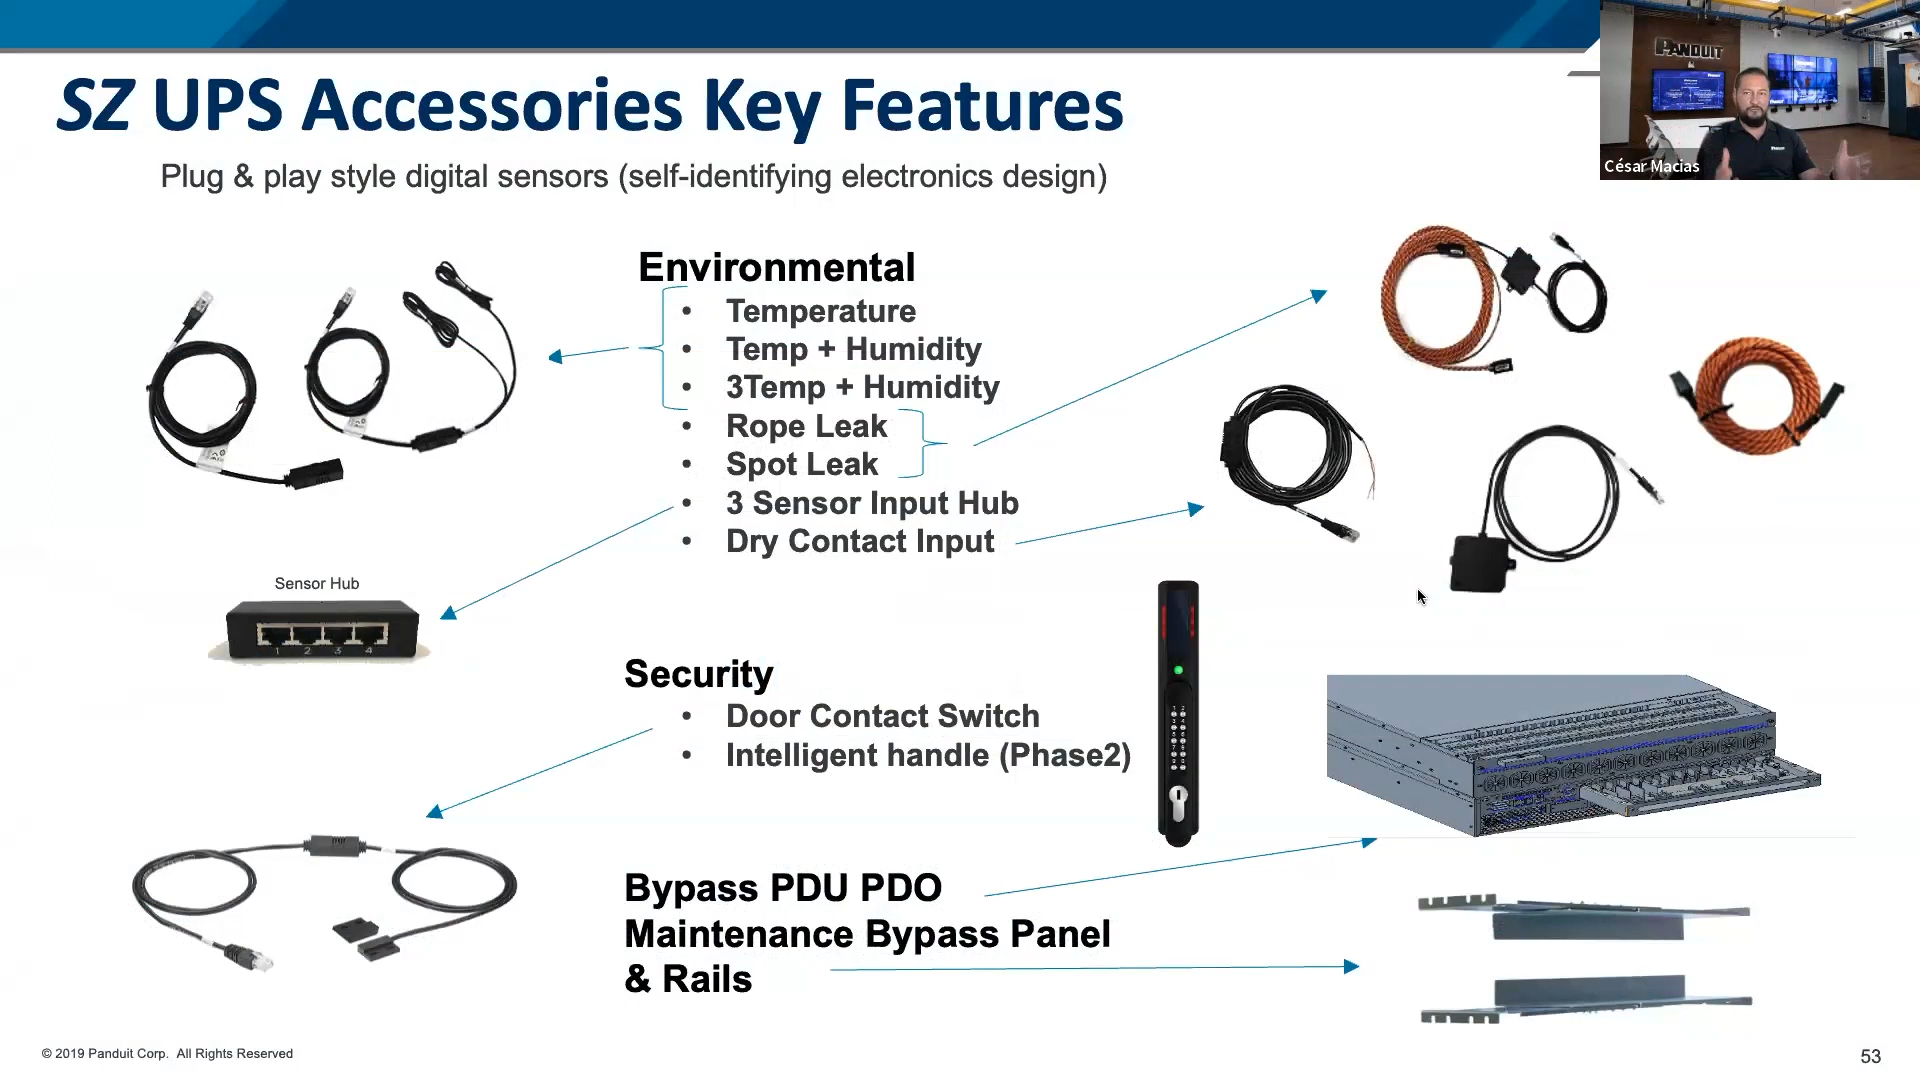 PANDUIT
César Macias
SZ UPS Accessories Key Features
Plug & play style digital sensors (self-identifying electronics design)
Environmental
• Temperature
• Temp + Humidity
• 3Temp + Humidity
• Rope Leak
• Spot Leak
• 3 Sensor Input Hub
• Dry Contact Input
Sensor Hub
1 2 3 4
Security
• Door Contact Switch
• Intelligent handle (Phase2)
Bypass PDU PDO
Maintenance Bypass Panel
& Rails
© 2019 Panduit Corp. All Rights Reserved
53